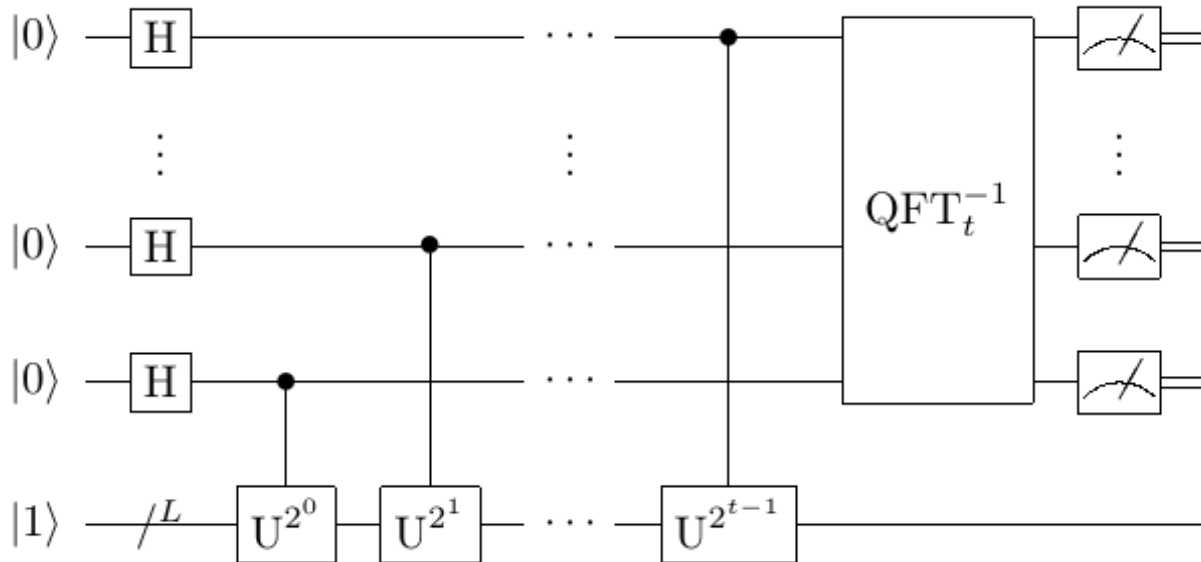 |0⟩ H ···
⋮ ⋮ ⋮
QFT_t^{-1}
|0⟩ H ···
|0⟩ H ···
|1⟩ /^L U^{2^0} U^{2^1} ··· U^{2^{t-1}}